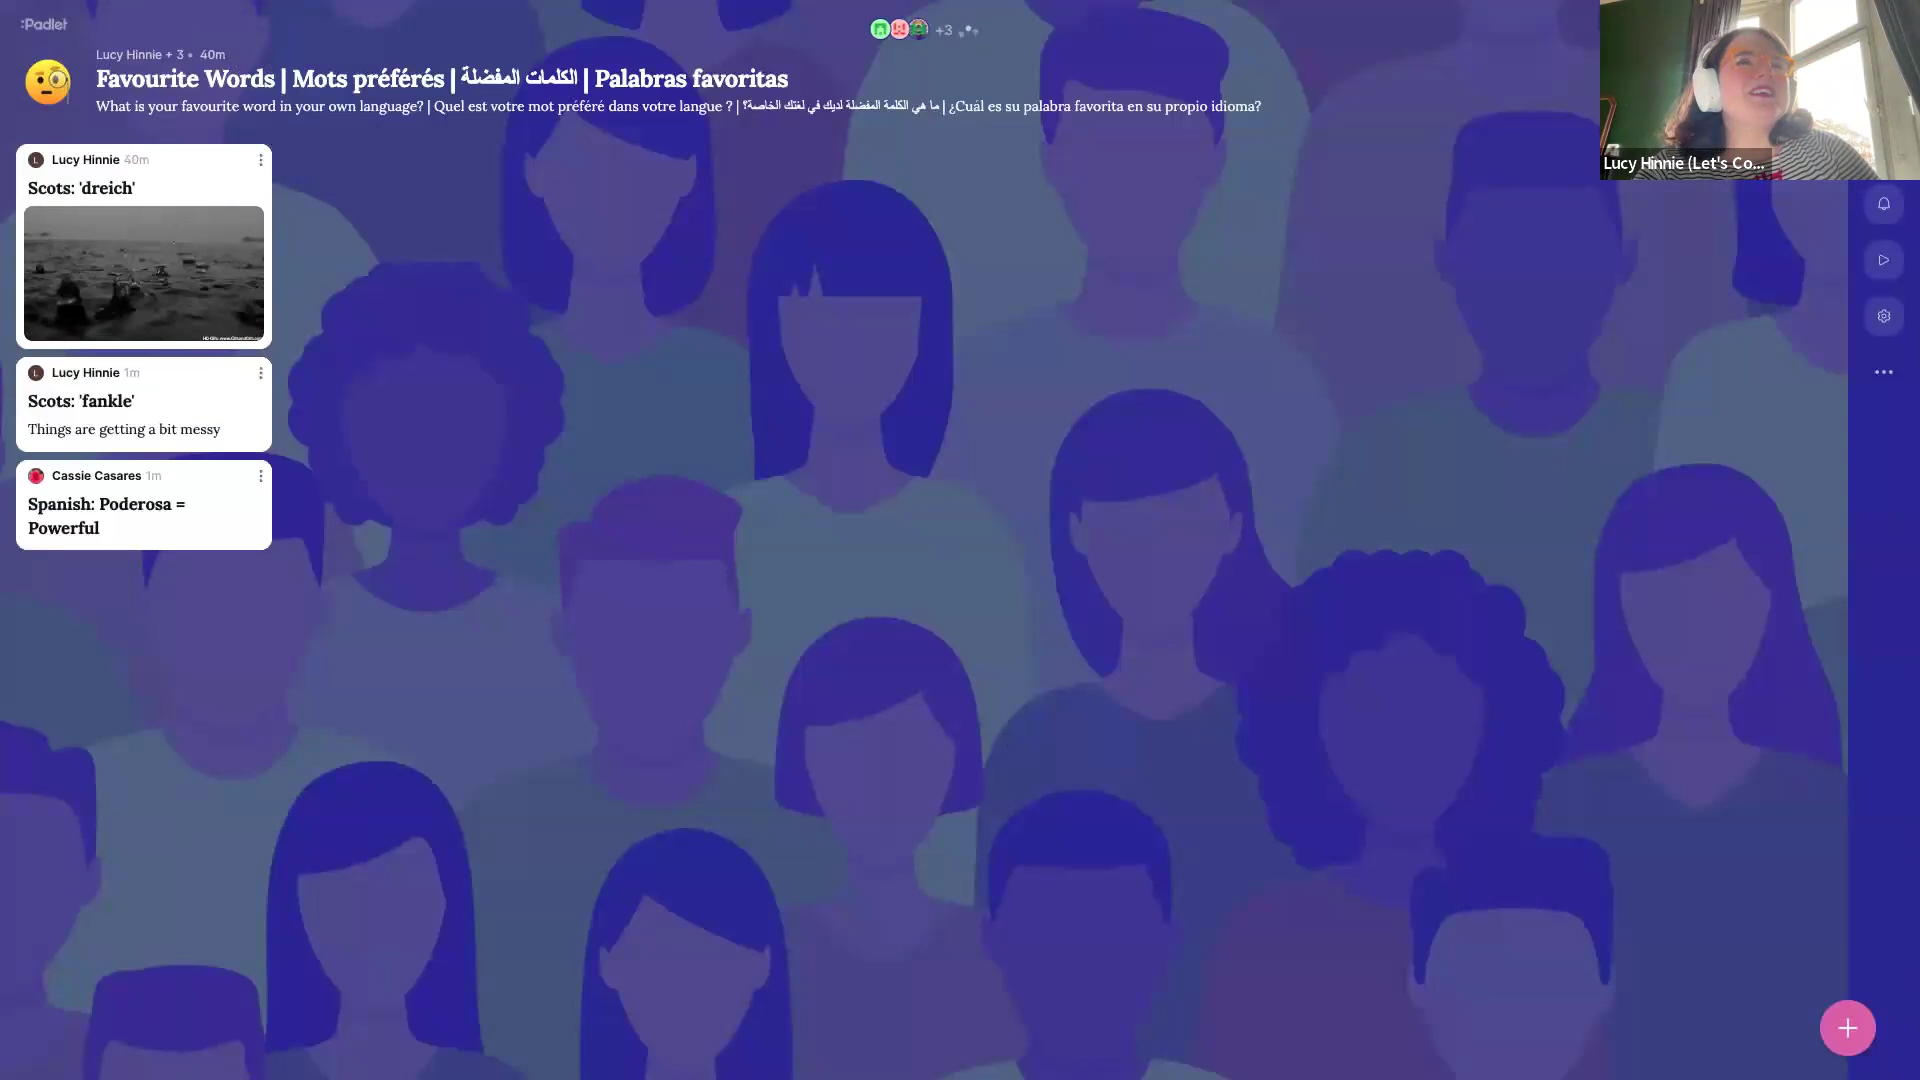 :Padlet
+3
Lucy Hinnie + 3 • 40m
Favourite Words | Mots préférés | الكلمات المفضلة | Palabras favoritas
What is your favourite word in your own language? | Quel est votre mot préféré dans votre langue ? | ما هي الكلمة المفضلة لديك في لغتك الخاصة؟ | ¿Cuál es su palabra favorita en su propio idioma?
Lucy Hinnie (Let's Co...
L Lucy Hinnie 40m
Scots: 'dreich'
L Lucy Hinnie 1m
Scots: 'fankle'
Things are getting a bit messy
Cassie Casares 1m
Spanish: Poderosa =
Powerful